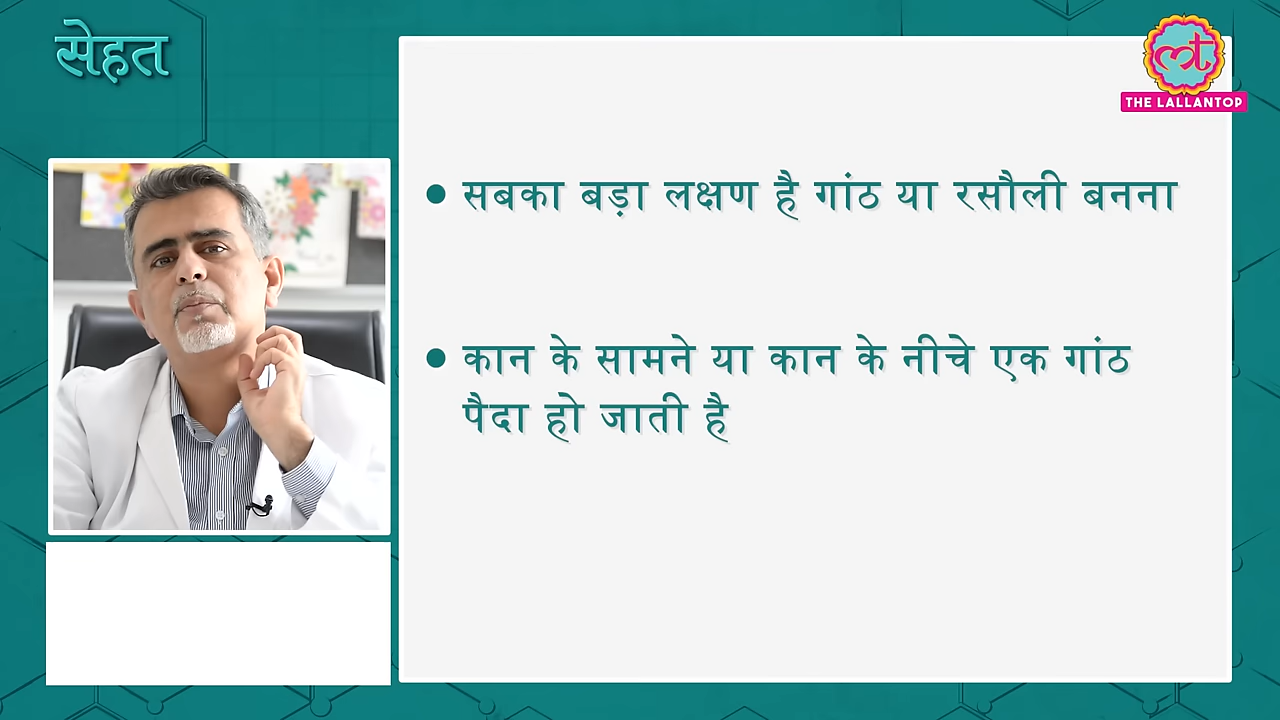 सेहत
THE LALLANTOP
• सबका बड़ा लक्षण है गांठ या रसौली बनना
• कान के सामने या कान के नीचे एक गांठ
पैदा हो जाती है